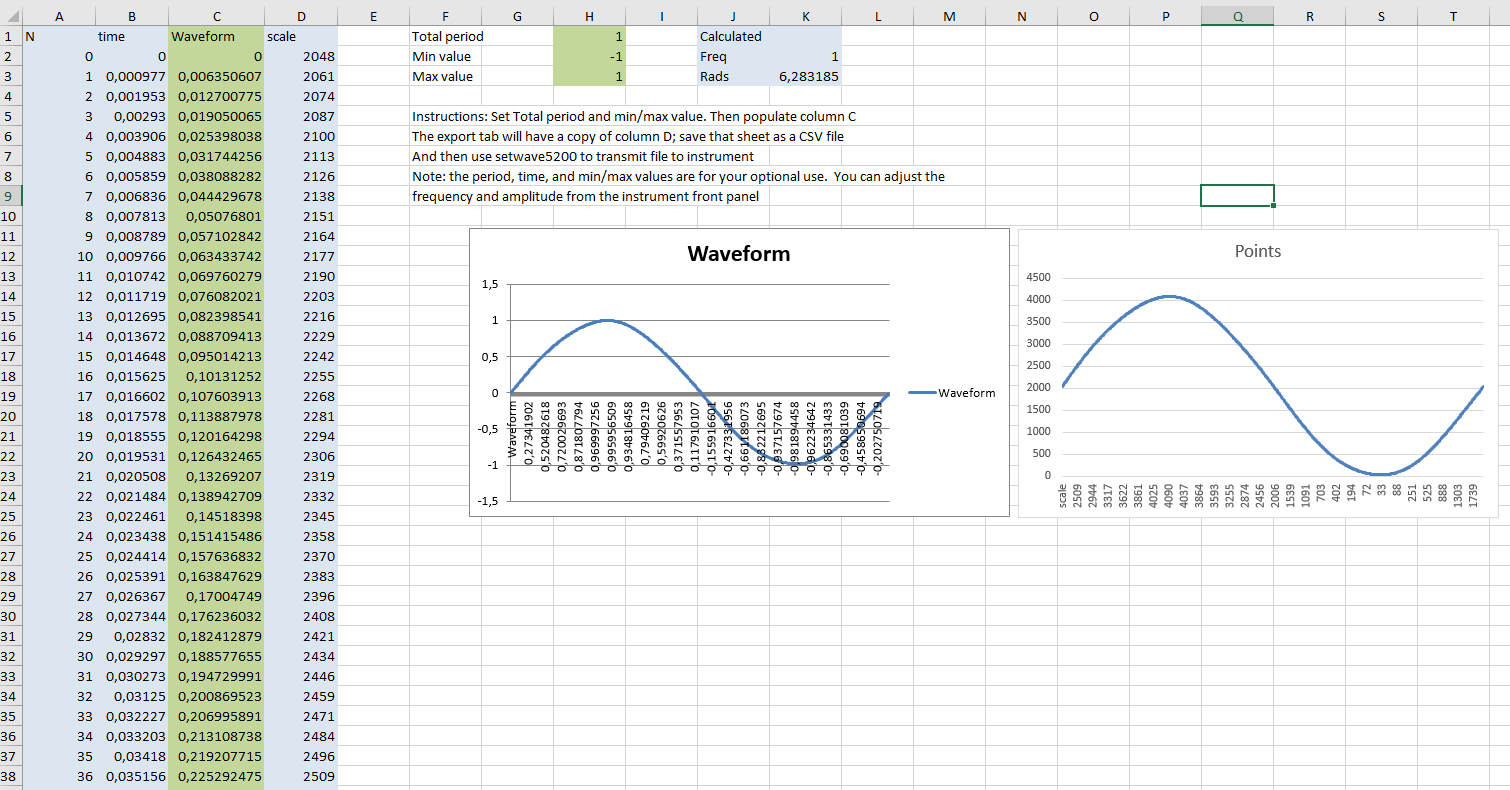 A B C D E F G H I J K L M N O P Q R S T
1 N time Waveform scale Total period 1 Calculated
2 0 0 0 2048 Min value -1 Freq 1
3 1 0,000977 0,006350607 2061 Max value 1 Rads 6,283185
4 2 0,001953 0,012700775 2074
5 3 0,00293 0,019050065 2087 Instructions: Set Total period and min/max value. Then populate column C
6 4 0,003906 0,025398038 2100 The export tab will have a copy of column D; save that sheet as a CSV file
7 5 0,004883 0,031744256 2113 And then use setwave5200 to transmit file to instrument
8 6 0,005859 0,038088282 2126 Note: the period, time, and min/max values are for your optional use. You can adjust the
9 7 0,006836 0,044429678 2138 frequency and amplitude from the instrument front panel
10 8 0,007813 0,05076801 2151
11 9 0,008789 0,057102842 2164
12 10 0,009766 0,063433742 2177
13 11 0,010742 0,069760279 2190
14 12 0,011719 0,076082021 2203
15 13 0,012695 0,082398541 2216
16 14 0,013672 0,088709413 2229
17 15 0,014648 0,095014213 2242
18 16 0,015625 0,10131252 2255
19 17 0,016602 0,107603913 2268
20 18 0,017578 0,113887978 2281
21 19 0,018555 0,120164298 2294
22 20 0,019531 0,126432465 2306
23 21 0,020508 0,13269207 2319
24 22 0,021484 0,138942709 2332
25 23 0,022461 0,14518398 2345
26 24 0,023438 0,151415486 2358
27 25 0,024414 0,157636832 2370
28 26 0,025391 0,163847629 2383
29 27 0,026367 0,17004749 2396
30 28 0,027344 0,176236032 2408
31 29 0,02832 0,182412879 2421
32 30 0,029297 0,188577655 2434
33 31 0,030273 0,194729991 2446
34 32 0,03125 0,200869523 2459
35 33 0,032227 0,206995891 2471
36 34 0,033203 0,213108738 2484
37 35 0,03418 0,219207715 2496
38 36 0,035156 0,225292475 2509
Waveform
1,5
1
0,5
0
-0,5
-1
-1,5
Waveform
0,27341902
0,520482618
0,720029693
0,871807794
0,969997256
0,995956509
0,934816458
0,79409219
0,59920626
0,371557953
0,117910107
-0,155916601
-0,427331956
-0,661189073
-0,937157674
-0,981894458
-0,962234642
-0,865331433
-0,690081039
-0,458650694
-0,202750719
Waveform
Points
4500
4000
3500
3000
2500
2000
1500
1000
500
0
scale
2509
2944
3317
3622
3861
4025
4090
4037
3864
3593
3255
2874
2456
2006
1539
1091
703
402
194
72
33
88
251
525
888
1303
1739